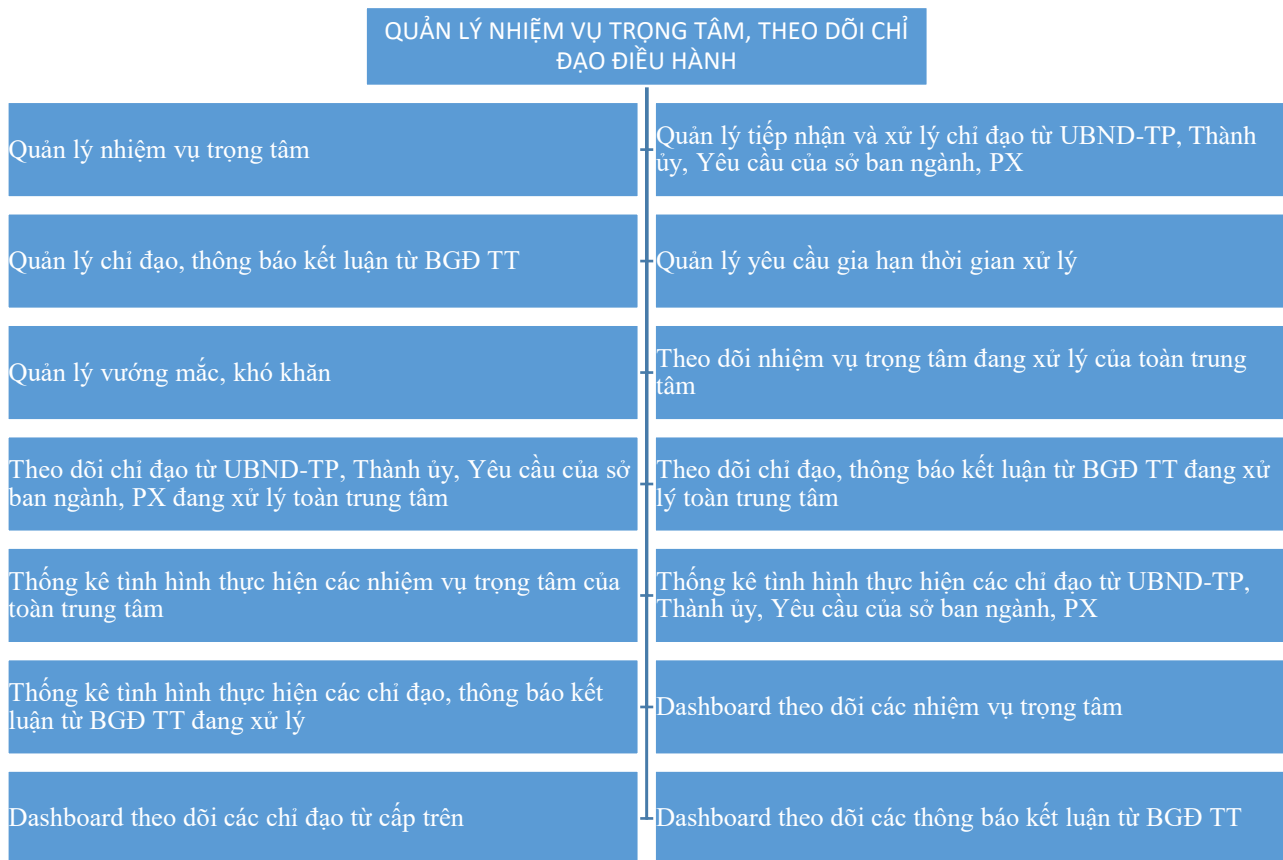 QUẢN LÝ NHIỆM VỤ TRỌNG TÂM, THEO DÕI CHỈ
ĐẠO ĐIỀU HÀNH
Quản lý nhiệm vụ trọng tâm
Quản lý tiếp nhận và xử lý chỉ đạo từ UBND-TP, Thành
ủy, Yêu cầu của sở ban ngành, PX
Quản lý chỉ đạo, thông báo kết luận từ BGĐ TT
Quản lý yêu cầu gia hạn thời gian xử lý
Quản lý vướng mắc, khó khăn
Theo dõi nhiệm vụ trọng tâm đang xử lý của toàn trung
tâm
Theo dõi chỉ đạo từ UBND-TP, Thành ủy, Yêu cầu của sở
ban ngành, PX đang xử lý toàn trung tâm
Theo dõi chỉ đạo, thông báo kết luận từ BGĐ TT đang xử
lý toàn trung tâm
Thống kê tình hình thực hiện các nhiệm vụ trọng tâm của
toàn trung tâm
Thống kê tình hình thực hiện các chỉ đạo từ UBND-TP,
Thành ủy, Yêu cầu của sở ban ngành, PX
Thống kê tình hình thực hiện các chỉ đạo, thông báo kết
luận từ BGĐ TT đang xử lý
Dashboard theo dõi các nhiệm vụ trọng tâm
Dashboard theo dõi các chỉ đạo từ cấp trên
Dashboard theo dõi các thông báo kết luận từ BGĐ TT